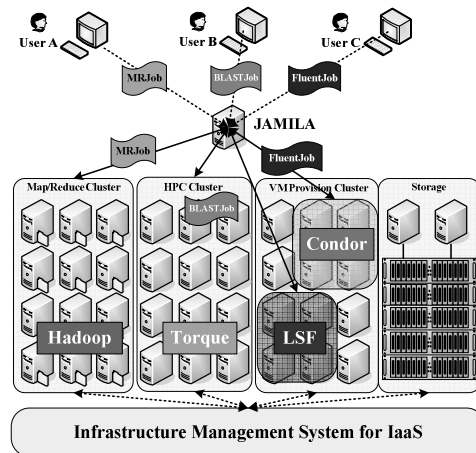 User A
User B
User C
MRJob
BLASTJob
FluentJob
JAMILA
MRJob
FluentJob
Map/Reduce Cluster
HPC Cluster
VM Provision Cluster
Storage
BLASTJob
Condor
Hadoop
Torque
LSF
Infrastructure Management System for IaaS